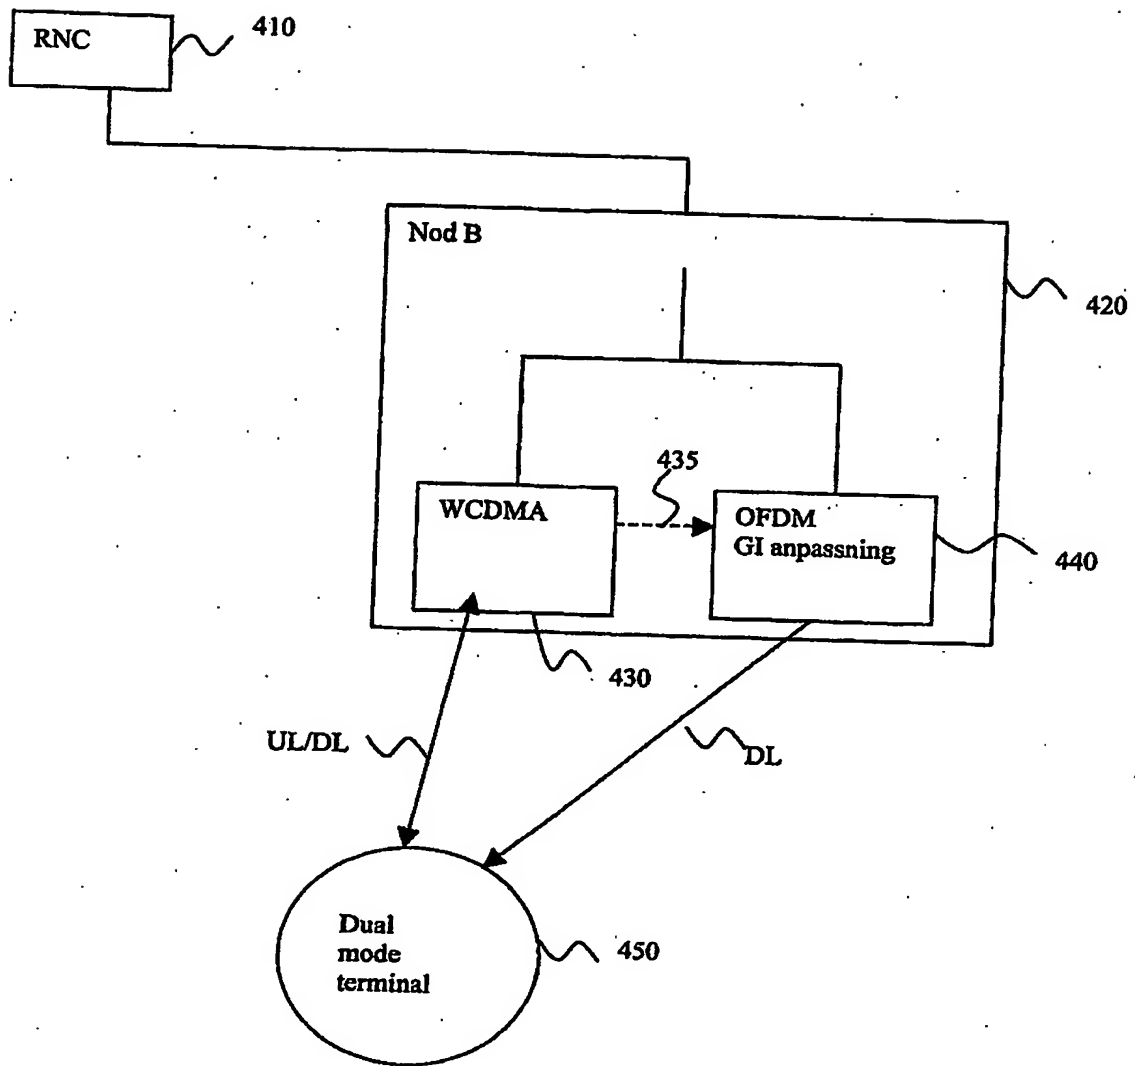 RNC
410
Nod B
420
435
WCDMA
OFDM
GI anpassning
440
430
UL/DL
DL
Dual
mode
terminal
450